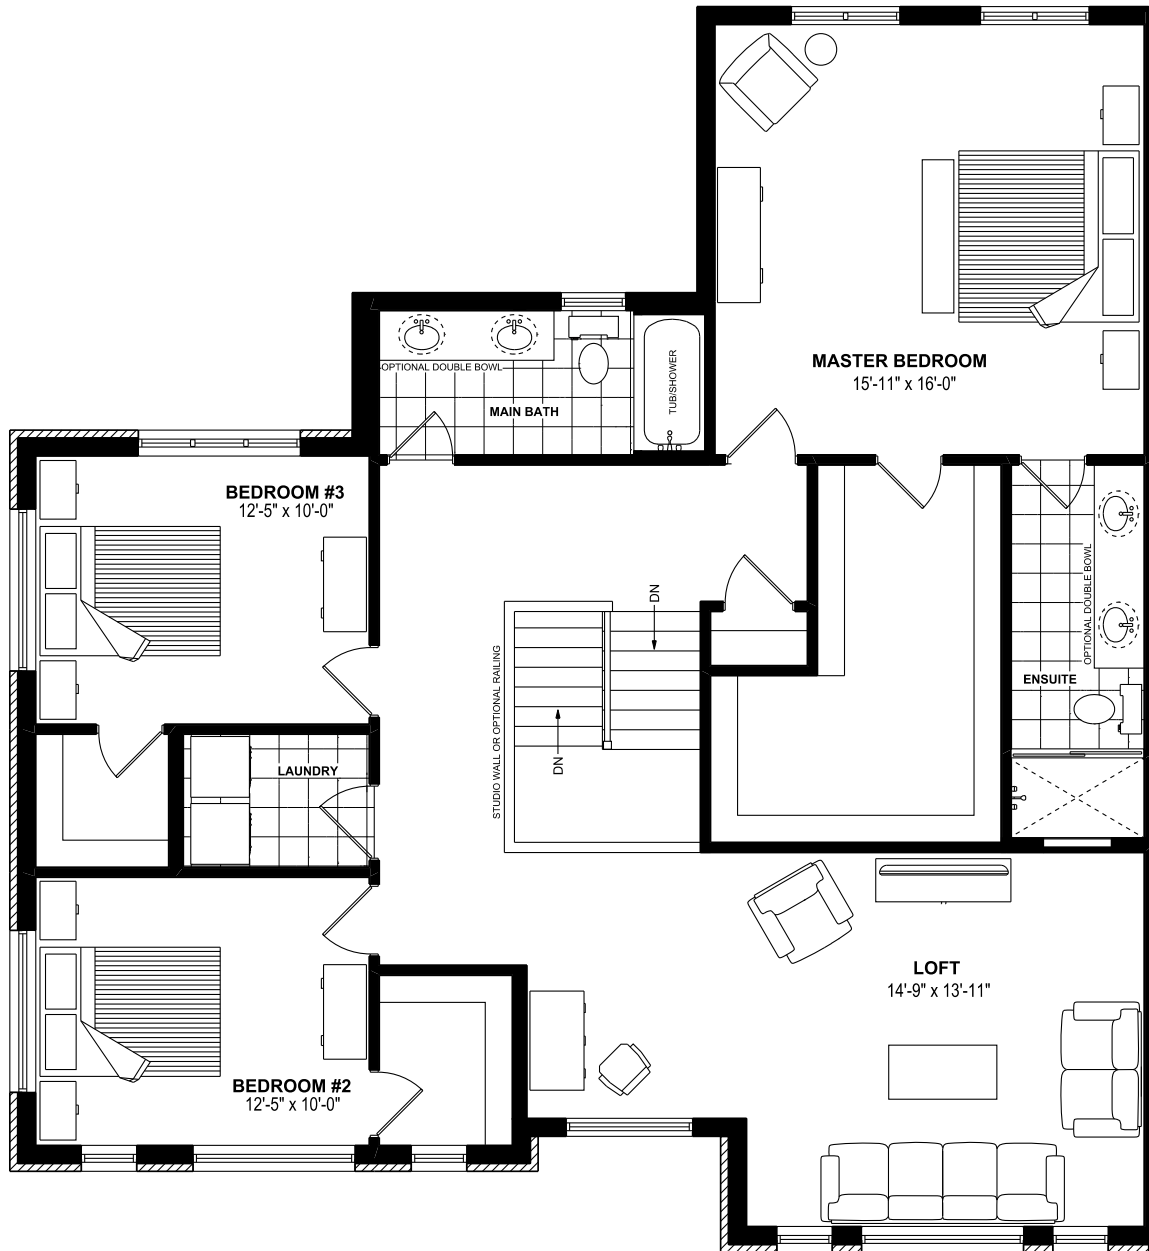 MASTER BEDROOM
15'-11" x 16'-0"
TUB/SHOWER
OPTIONAL DOUBLE BOWL
MAIN BATH
BEDROOM #3
12'-5" x 10'-0"
DN
STUDIO WALL OR OPTIONAL RAILING
DN
OPTIONAL DOUBLE BOWL
ENSUITE
LAUNDRY
LOFT
14'-9" x 13'-11"
BEDROOM #2
12'-5" x 10'-0"